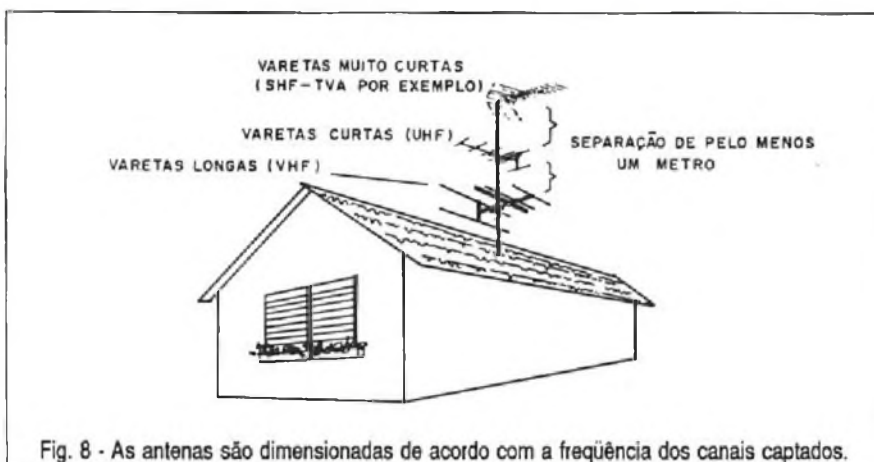 VARETAS MUITO CURTAS
(SHF-TVA POR EXEMPLO)
VARETAS CURTAS (UHF)
SEPARAÇÃO DE PELO MENOS
UM METRO
VARETAS LONGAS (VHF)
Fig. 8 - As antenas são dimensionadas de acordo com a freqüência dos canais captados.